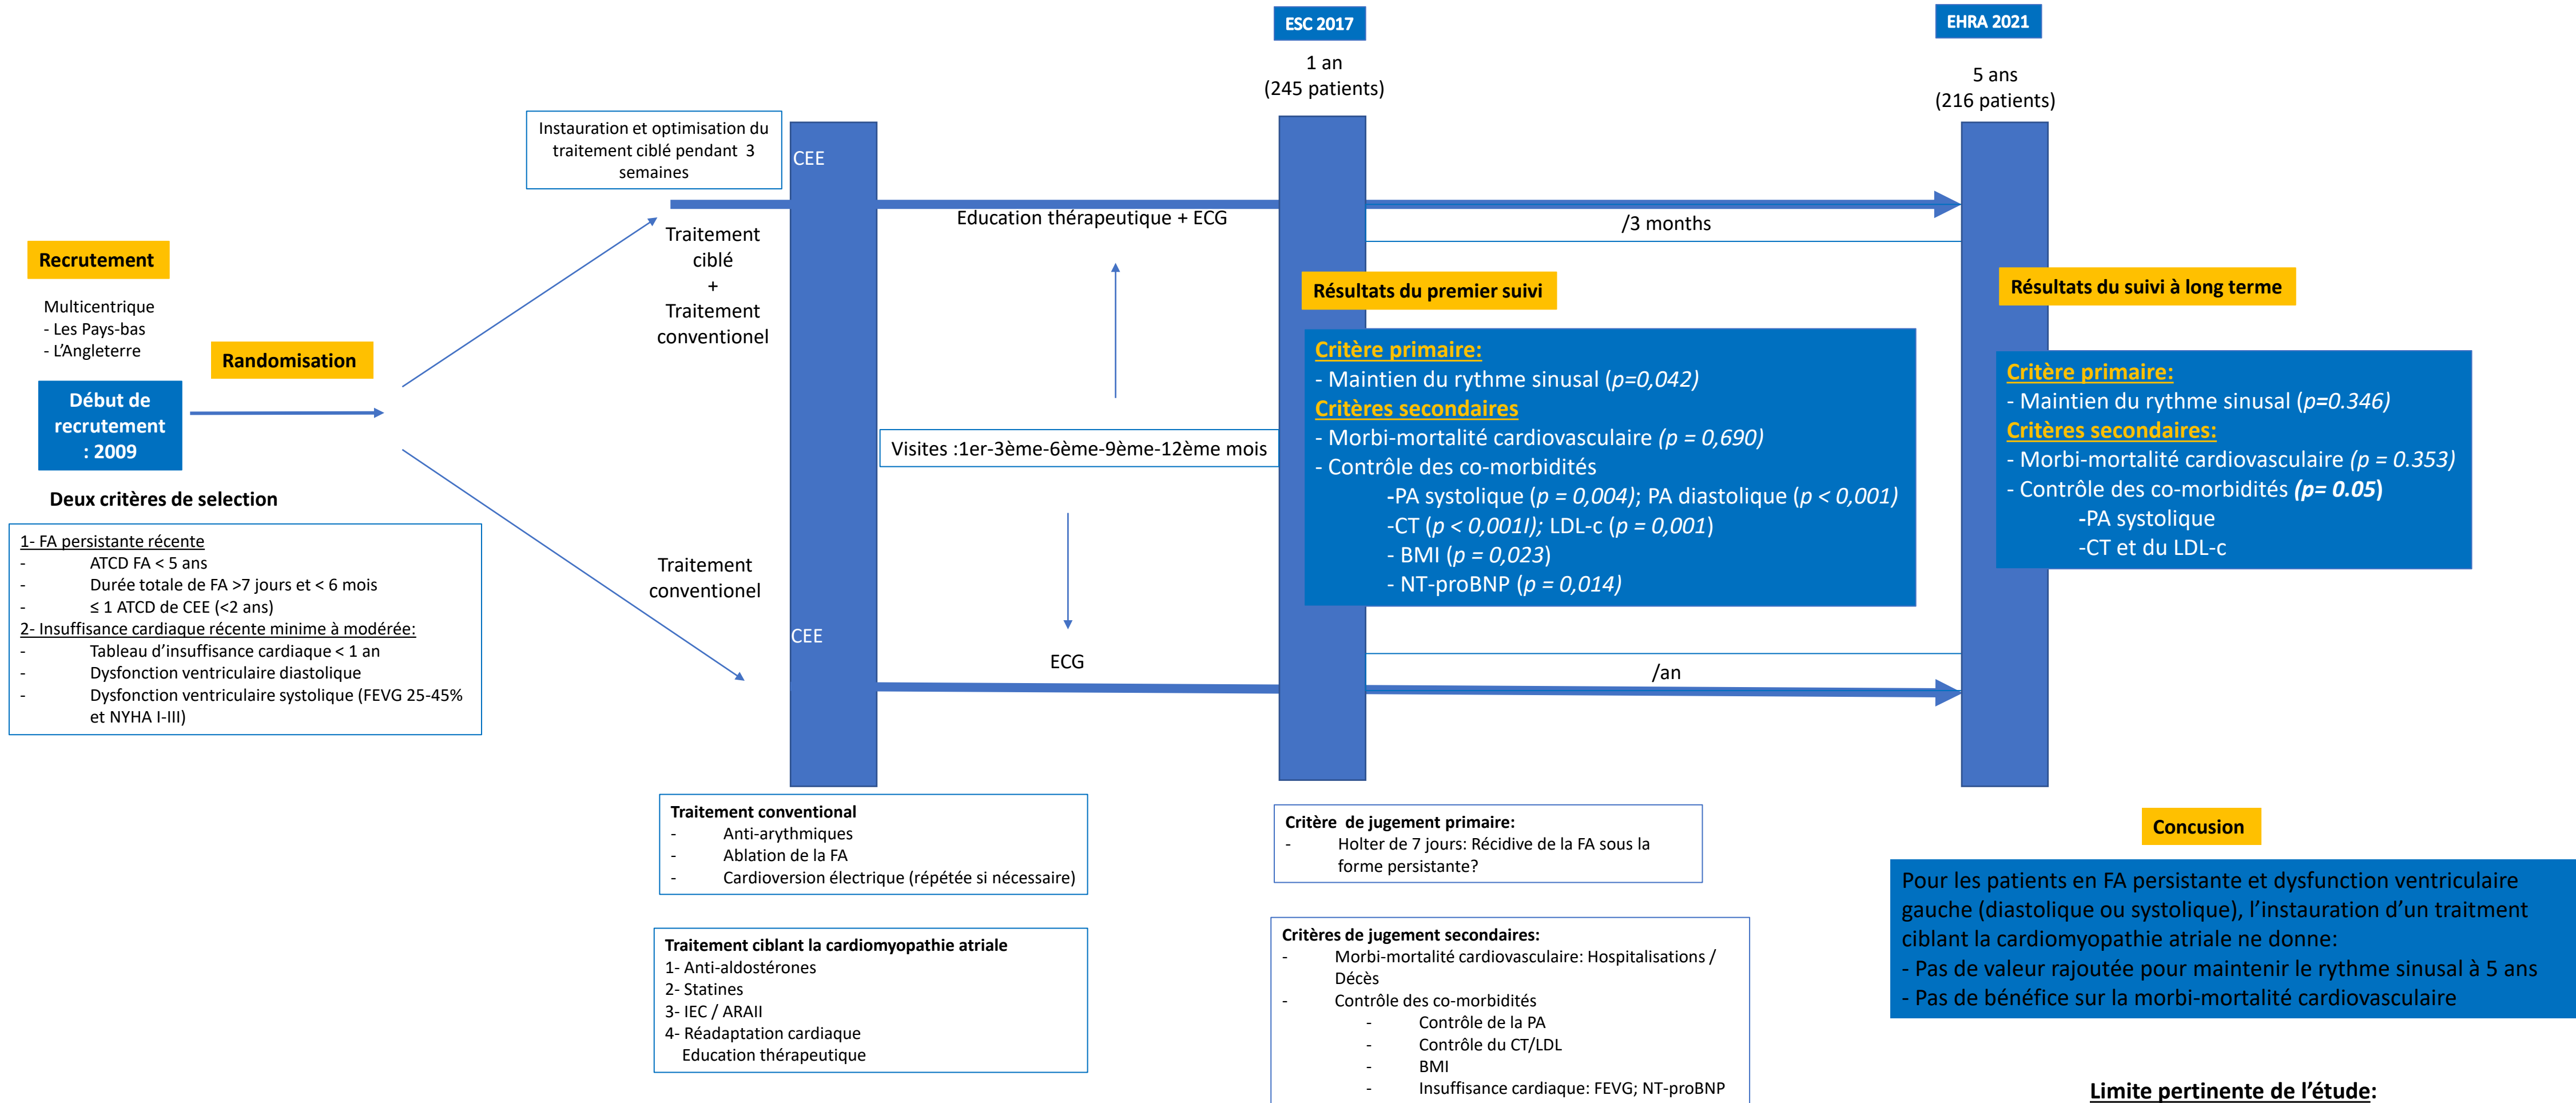 ESC 2017
1 an
(245 patients)
EHRA 2021
5 ans
(216 patients)
Instauration et optimisation du
traitement ciblé pendant 3
semaines
CEE
Education thérapeutique + ECG
/3 months
Traitement
ciblé
+
Traitement
conventionel
Recrutement
Multicentrique
- Les Pays-bas
- L’Angleterre
Randomisation
Début de
recrutement
: 2009
Deux critères de selection
1- FA persistante récente
- ATCD FA < 5 ans
- Durée totale de FA >7 jours et < 6 mois
- ≤ 1 ATCD de CEE (<2 ans)
2- Insuffisance cardiaque récente minime à modérée:
- Tableau d’insuffisance cardiaque < 1 an
- Dysfonction ventriculaire diastolique
- Dysfonction ventriculaire systolique (FEVG 25-45%
et NYHA I-III)
Visites :1er-3ème-6ème-9ème-12ème mois
Traitement
conventionel
CEE
ECG
/an
Résultats du premier suivi
Critère primaire:
- Maintien du rythme sinusal (p=0,042)
Critères secondaires
- Morbi-mortalité cardiovasculaire (p = 0,690)
- Contrôle des co-morbidités
-PA systolique (p = 0,004); PA diastolique (p < 0,001)
-CT (p < 0,001I); LDL-c (p = 0,001)
- BMI (p = 0,023)
- NT-proBNP (p = 0,014)
Résultats du suivi à long terme
Critère primaire:
- Maintien du rythme sinusal (p=0.346)
Critères secondaires:
- Morbi-mortalité cardiovasculaire (p = 0.353)
- Contrôle des co-morbidités (p= 0.05)
-PA systolique
-CT et du LDL-c
Traitement conventional
- Anti-arythmiques
- Ablation de la FA
- Cardioversion électrique (répétée si nécessaire)
Traitement ciblant la cardiomyopathie atriale
1- Anti-aldostérones
2- Statines
3- IEC / ARAII
4- Réadaptation cardiaque
Education thérapeutique
Critère de jugement primaire:
- Holter de 7 jours: Récidive de la FA sous la
forme persistante?
Critères de jugement secondaires:
- Morbi-mortalité cardiovasculaire: Hospitalisations /
Décès
- Contrôle des co-morbidités
- Contrôle de la PA
- Contrôle du CT/LDL
- BMI
- Insuffisance cardiaque: FEVG; NT-proBNP
Concusion
Pour les patients en FA persistante et dysfunction ventriculaire
gauche (diastolique ou systolique), l’instauration d’un traitment
ciblant la cardiomyopathie atriale ne donne:
- Pas de valeur rajoutée pour maintenir le rythme sinusal à 5 ans
- Pas de bénéfice sur la morbi-mortalité cardiovasculaire
Limite pertinente de l’étude: